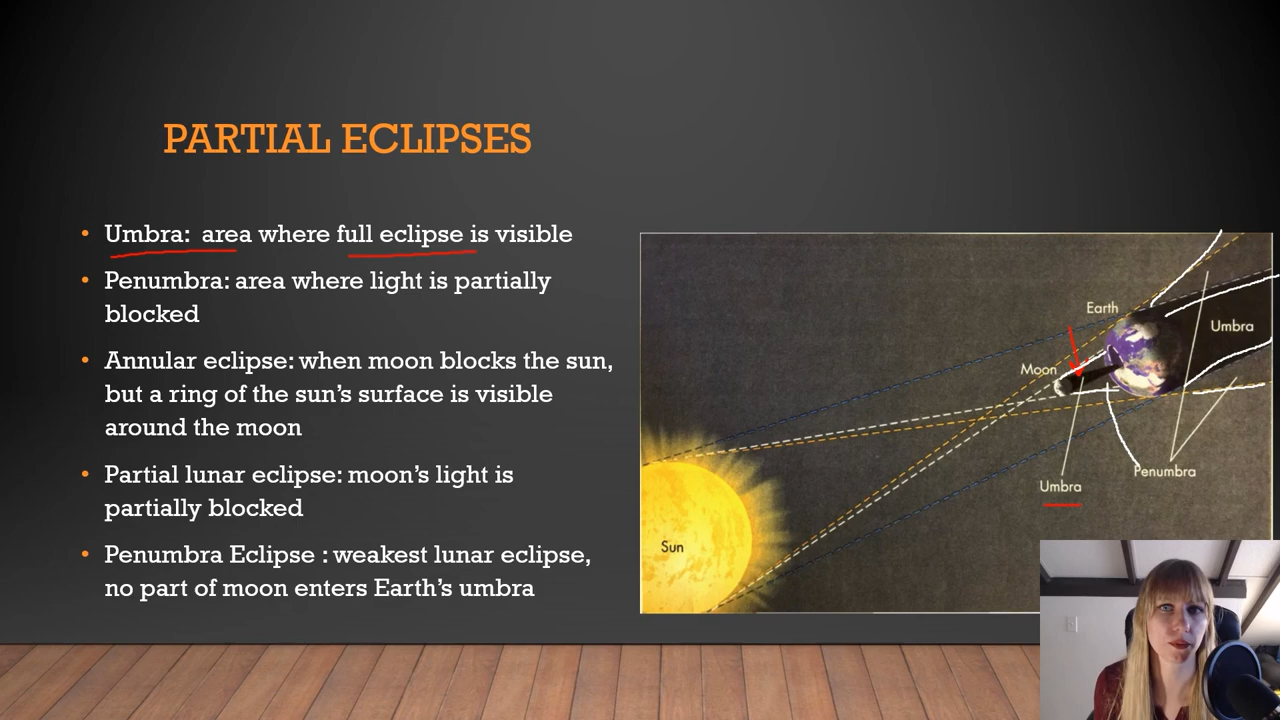 PARTIAL ECLIPSES
• Umbra:  area where full eclipse is visible
• Penumbra: area where light is partially
blocked
• Annular eclipse: when moon blocks the sun,
but a ring of the sun’s surface is visible
around the moon
• Partial lunar eclipse: moon’s light is
partially blocked
• Penumbra Eclipse : weakest lunar eclipse,
no part of moon enters Earth’s umbra
Earth
Umbra
Moon
Penumbra
Umbra
Sun